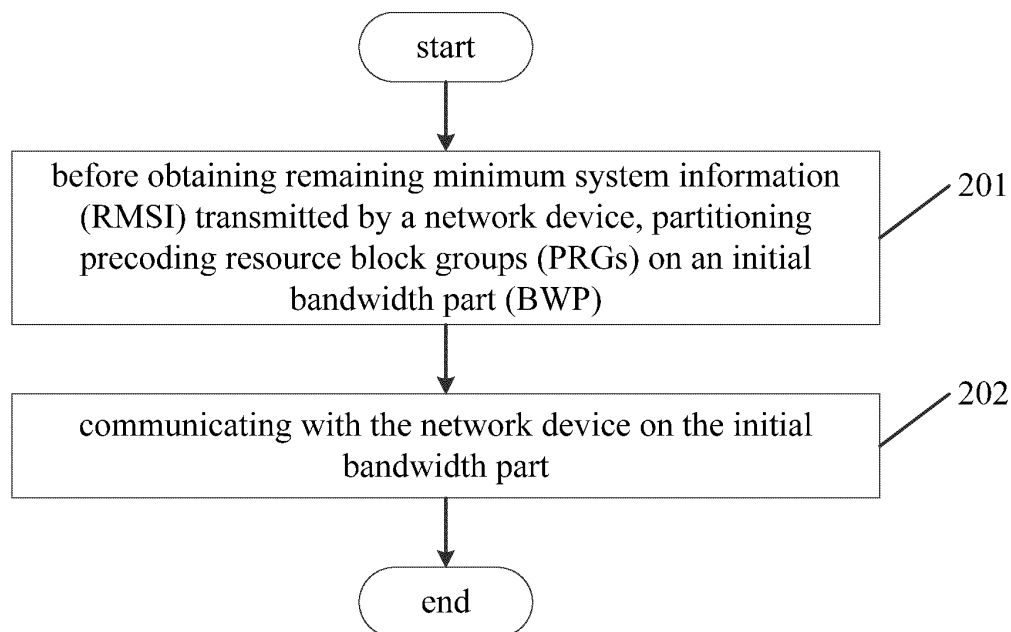 start
before obtaining remaining minimum system information
(RMSI) transmitted by a network device, partitioning
precoding resource block groups (PRGs) on an initial
bandwidth part (BWP)
201
communicating with the network device on the initial
bandwidth part
202
end